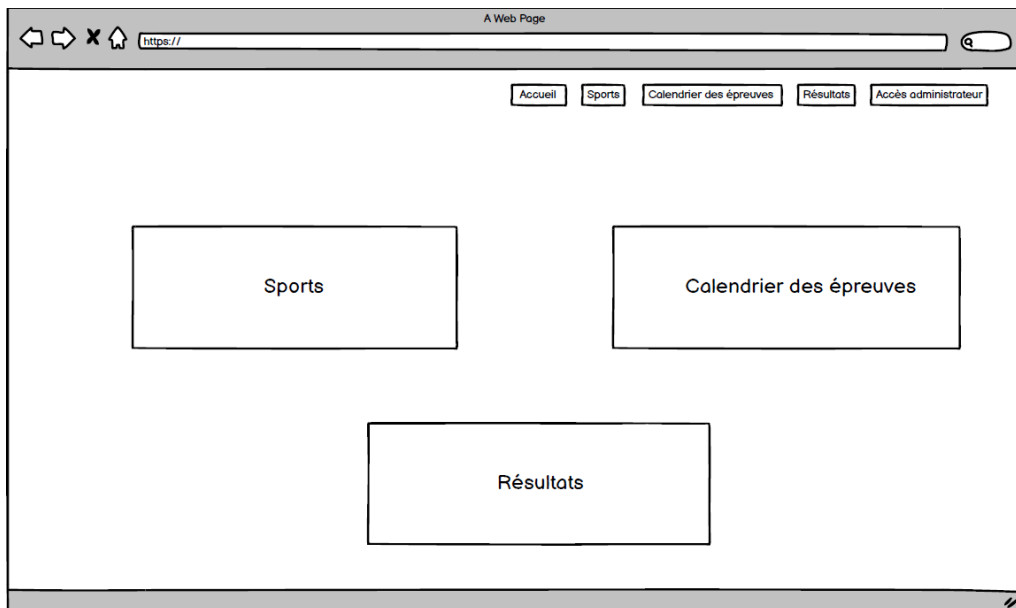 A Web Page
https://
Accueil Sports Calendrier des épreuves Résultats Accès administrateur
Sports Calendrier des épreuves
Résultats